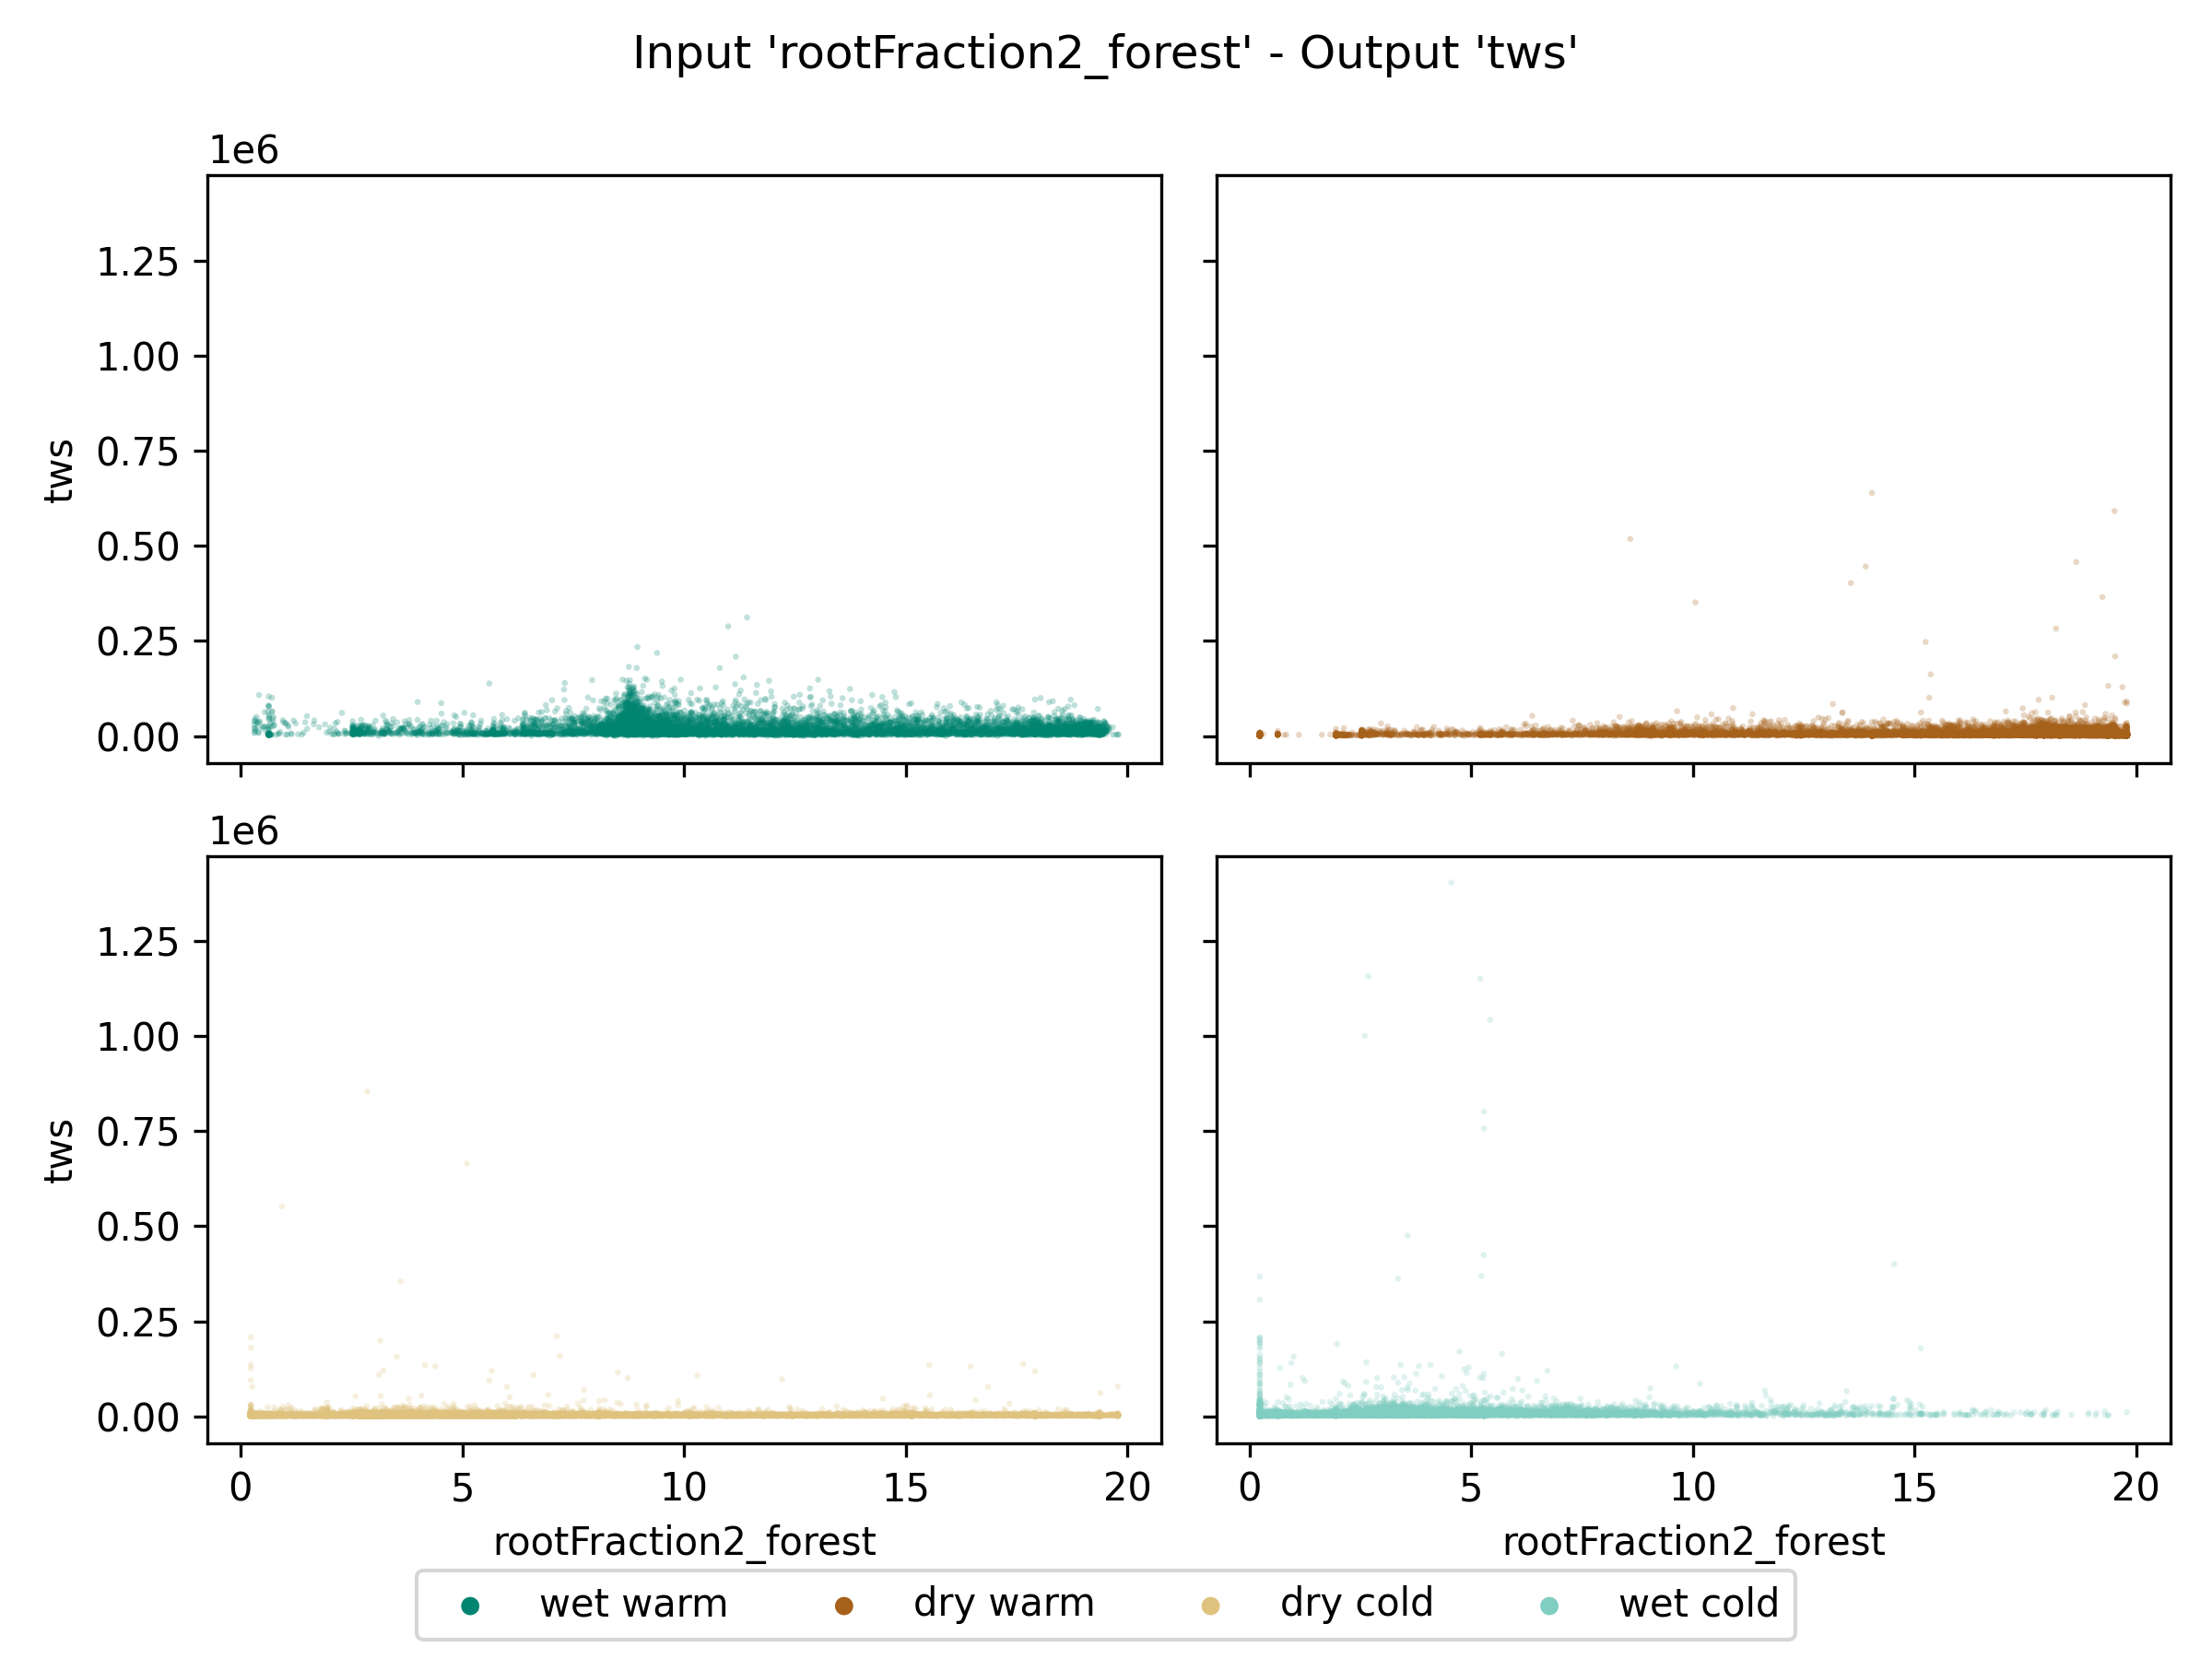 Input 'rootFraction2_forest' - Output 'tws'
1e6
1.25
1.00
0.75
0.50
0.25
0.00
tws
1e6
1.25
1.00
0.75
0.50
0.25
0.00
tws
0 5 10 15 20 0 5 10 15 20
rootFraction2_forest rootFraction2_forest
wet warm dry warm dry cold wet cold